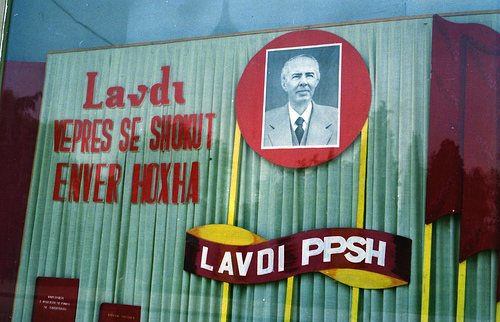 Lavdi
VEPRES SE SHOKUT
ENVER HOXHA
LAVDI PPSH